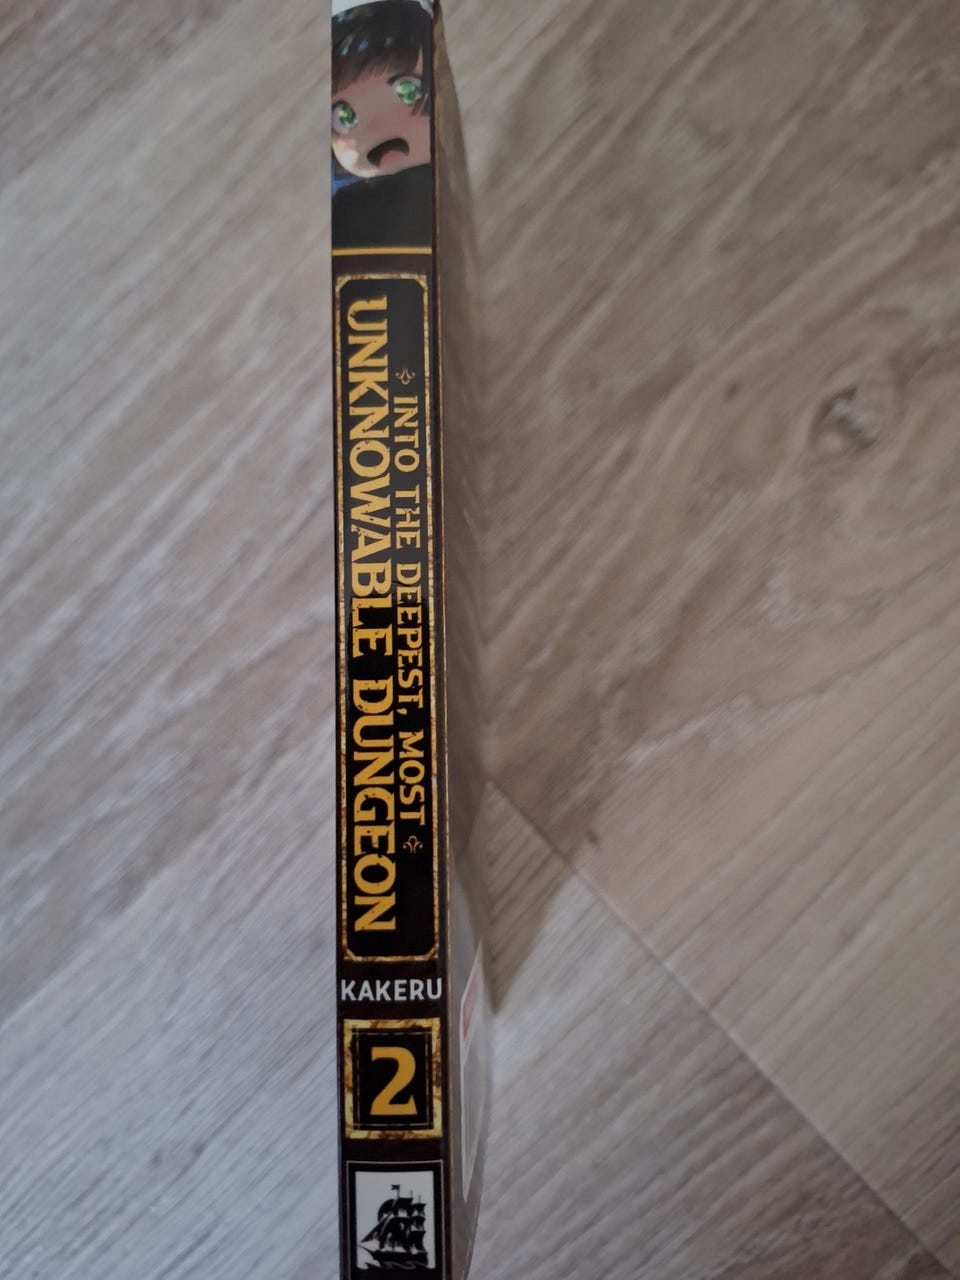 INTO THE DEEPEST, MOST
UNKNOWABLE DUNGEON
KAKERU
2